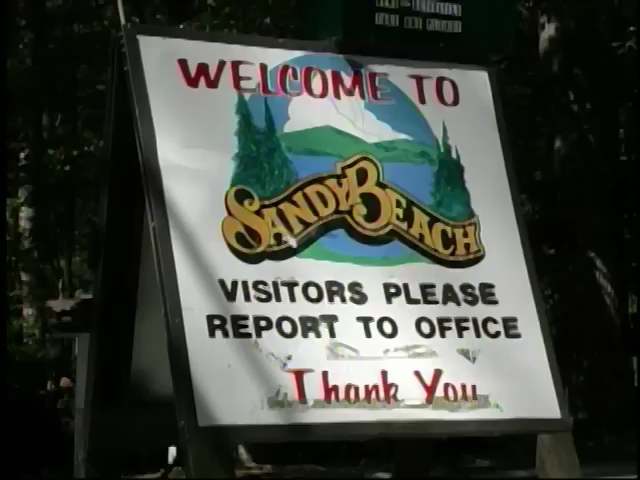 WELCOME TO
SANDY BEACH
VISITORS PLEASE
REPORT TO OFFICE
Thank You